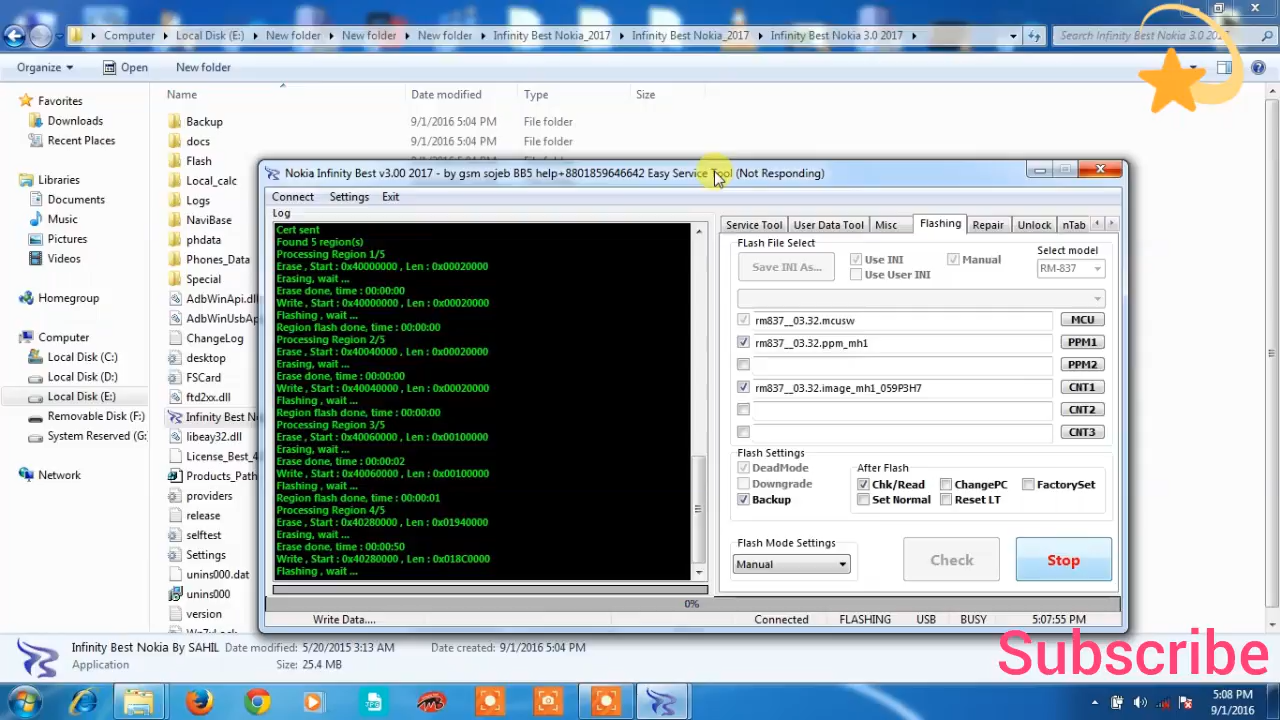 Computer ▸ Local Disk (E:) ▸ New folder ▸ New folder ▸ New folder ▸ Infinity Best Nokia_2017 ▸ Infinity Best Nokia_2017 ▸ Infinity Best Nokia 3.0 2017 ▸
Search Infinity Best Nokia 3.0 2017
Organize Open New folder
Name Date modified Type Size
Favorites
Downloads
Recent Places
Libraries
Documents
Music
Pictures
Videos
Homegroup
Computer
Local Disk (C:)
Local Disk (D:)
Local Disk (E:)
Removable Disk (F:)
System Reserved (G:
Network
Backup 9/1/2016 5:04 PM File folder
docs 9/1/2016 5:04 PM File folder
Flash
Local_calc
Logs
NaviBase
phdata
Phones_Data
Special
AdbWinApi.dll
AdbWinUsbAp
ChangeLog
desktop
FSCard
ftd2xx.dll
Infinity Best No
libeay32.dll
License_Best_4
Products_Path
providers
release
selftest
Settings
unins000.dat
unins000
version
Nokia Infinity Best v3.00 2017 - by gsm sojeb BB5 help+8801859646642 Easy Service Tool (Not Responding)
Connect Settings Exit
Log
Cert sent
Found 5 region(s)
Processing Region 1/5
Erase , Start : 0x40000000 , Len : 0x00020000
Erasing, wait ...
Erase done, time : 00:00:00
Write , Start : 0x40000000 , Len : 0x00020000
Flashing , wait ...
Region flash done, time : 00:00:00
Processing Region 2/5
Erase , Start : 0x40040000 , Len : 0x00020000
Erasing, wait ...
Erase done, time : 00:00:00
Write , Start : 0x40040000 , Len : 0x00020000
Flashing , wait ...
Region flash done, time : 00:00:00
Processing Region 3/5
Erase , Start : 0x40060000 , Len : 0x00100000
Erasing, wait ...
Erase done, time : 00:00:02
Write , Start : 0x40060000 , Len : 0x00100000
Flashing , wait ...
Region flash done, time : 00:00:01
Processing Region 4/5
Erase , Start : 0x40280000 , Len : 0x01940000
Erasing, wait ...
Erase done, time : 00:00:50
Write , Start : 0x40280000 , Len : 0x018C0000
Flashing , wait ...
Service Tool User Data Tool Misc Flashing Repair Unlock nTab
FLash File Select
Select model
Save INI As...
Use INI Manual RM-837
Use User INI
rm837__03.32.mcusw MCU
rm837__03.32.ppm_mh1 PPM1
PPM2
rm837__03.32.image_mh1_059P3H7 CNT1
CNT2
CNT3
Flash Settings
DeadMode
Downgrade
Backup
After Flash
Chk/Read ChangePC FactorySet
Set Normal Reset LT
Flash Mode Settings
Manual Check Stop
0%
Write Data.... Connected FLASHING USB BUSY 5:07:55 PM
Subscribe
Infinity Best Nokia By SAHIL Date modified: 5/20/2015 3:13 AM Date created: 9/1/2016 5:04 PM
Application Size: 25.4 MB
5:08 PM
9/1/2016